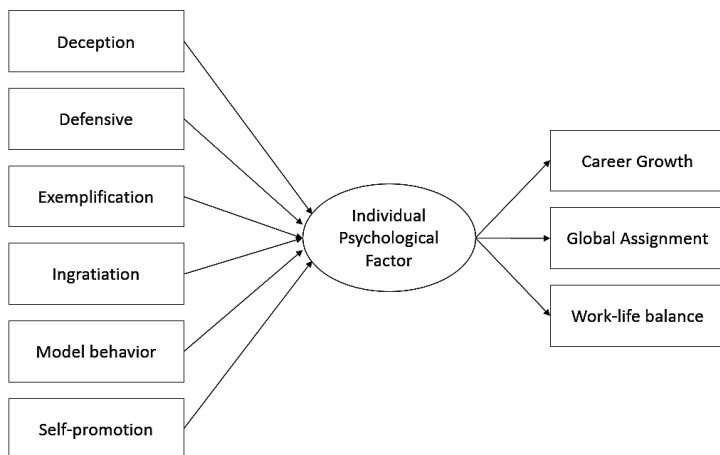 Deception
Defensive
Exemplification
Ingratiation
Model behavior
Self-promotion
Individual
Psychological
Factor
Career Growth
Global Assignment
Work-life balance